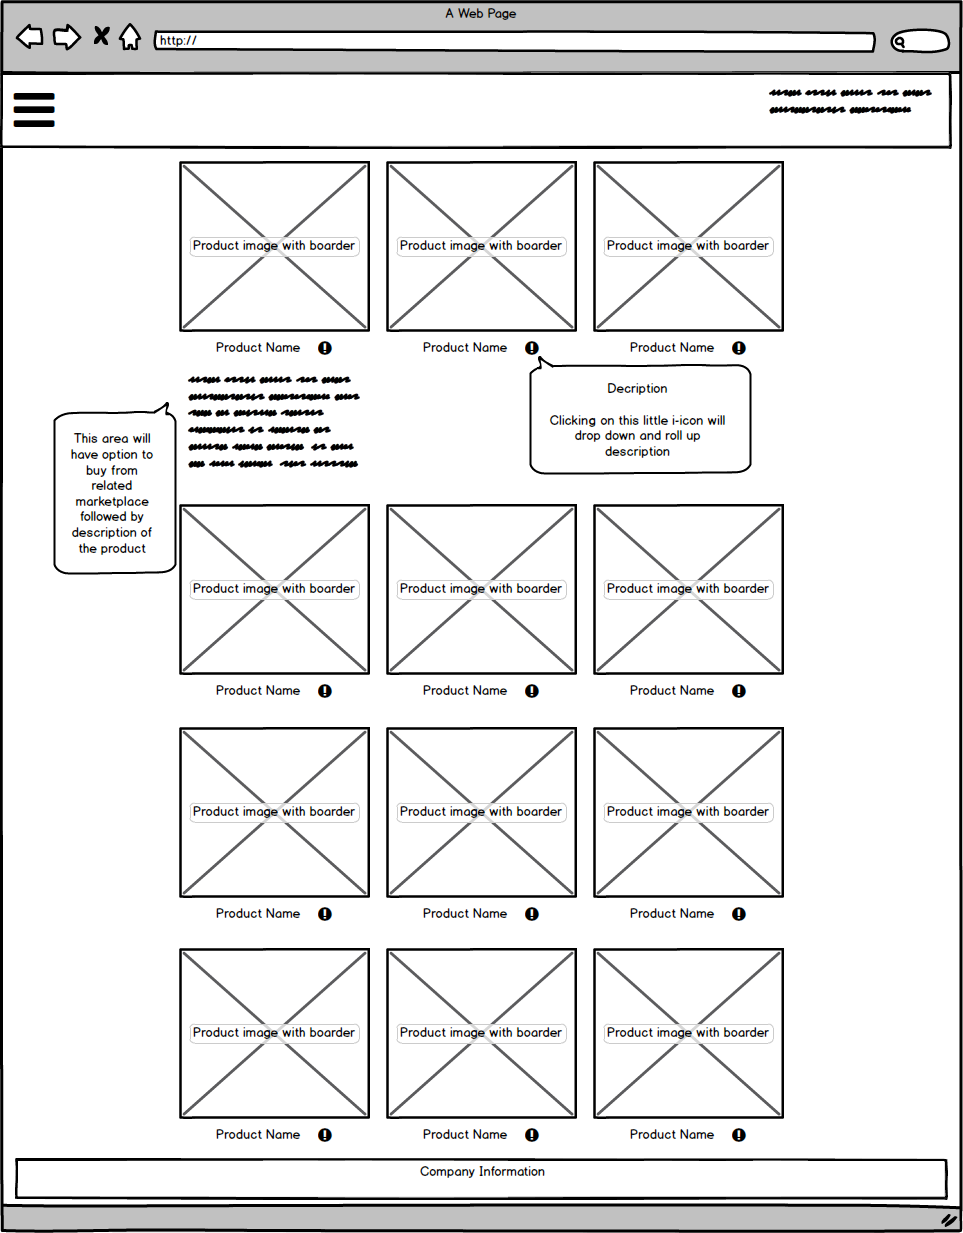 A Web Page
http://
Product image with boarder
Product image with boarder
Product image with boarder
Product Name
Product Name
Product Name
Decription
Clicking on this little i-icon will
drop down and roll up
description
This area will
have option to
buy from
related
marketplace
followed by
description of
the product
Product image with boarder
Product image with boarder
Product image with boarder
Product Name
Product Name
Product Name
Product image with boarder
Product image with boarder
Product image with boarder
Product Name
Product Name
Product Name
Product image with boarder
Product image with boarder
Product image with boarder
Product Name
Product Name
Product Name
Company Information